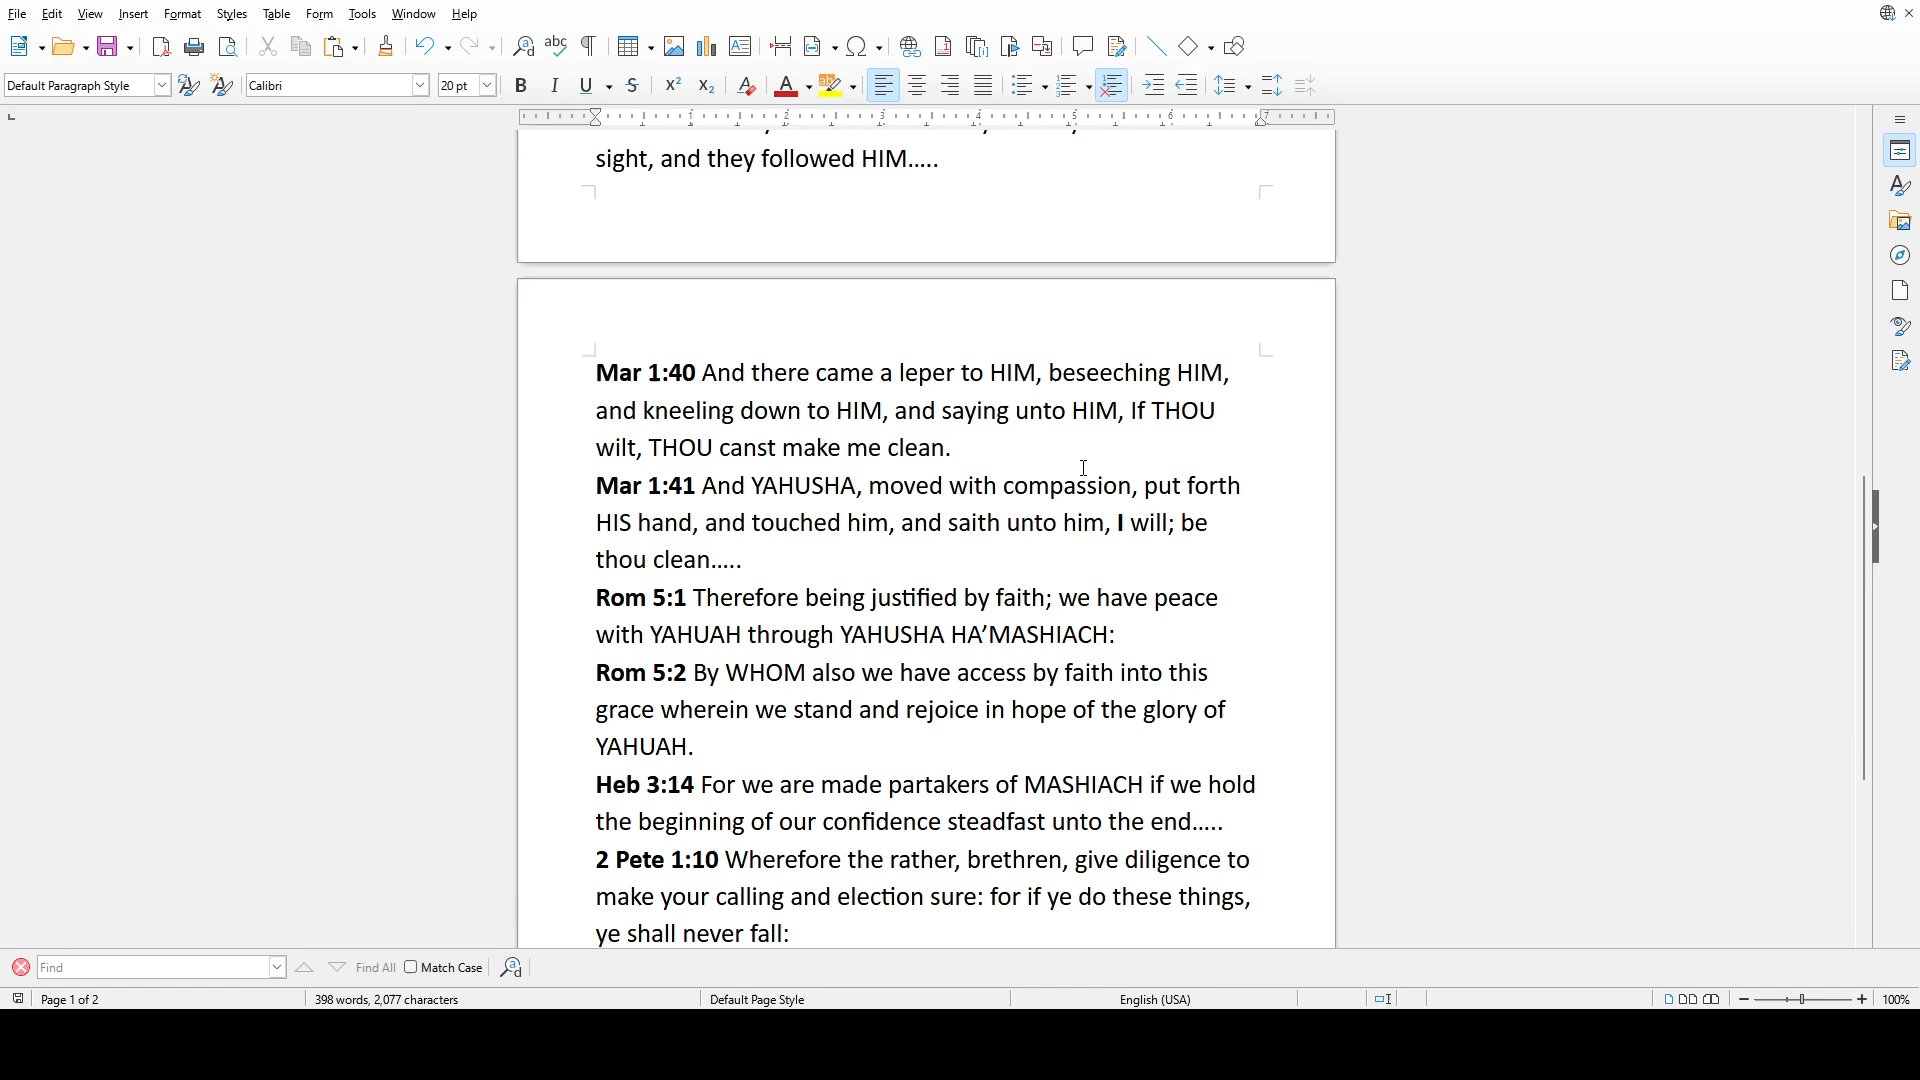 File Edit View Insert Format Styles Table Form Tools Window Help
Default Paragraph Style Calibri 20 pt
1 2 3 4 5 6 7
sight, and they followed HIM…..
Mar 1:40 And there came a leper to HIM, beseeching HIM,
and kneeling down to HIM, and saying unto HIM, If THOU
wilt, THOU canst make me clean.
Mar 1:41 And YAHUSHA, moved with compassion, put forth
HIS hand, and touched him, and saith unto him, I will; be
thou clean…..
Rom 5:1 Therefore being justified by faith; we have peace
with YAHUAH through YAHUSHA HA’MASHIACH:
Rom 5:2 By WHOM also we have access by faith into this
grace wherein we stand and rejoice in hope of the glory of
YAHUAH.
Heb 3:14 For we are made partakers of MASHIACH if we hold
the beginning of our confidence steadfast unto the end…..
2 Pete 1:10 Wherefore the rather, brethren, give diligence to
make your calling and election sure: for if ye do these things,
ye shall never fall:
Find Find All Match Case
Page 1 of 2 398 words, 2,077 characters Default Page Style English (USA) 100%